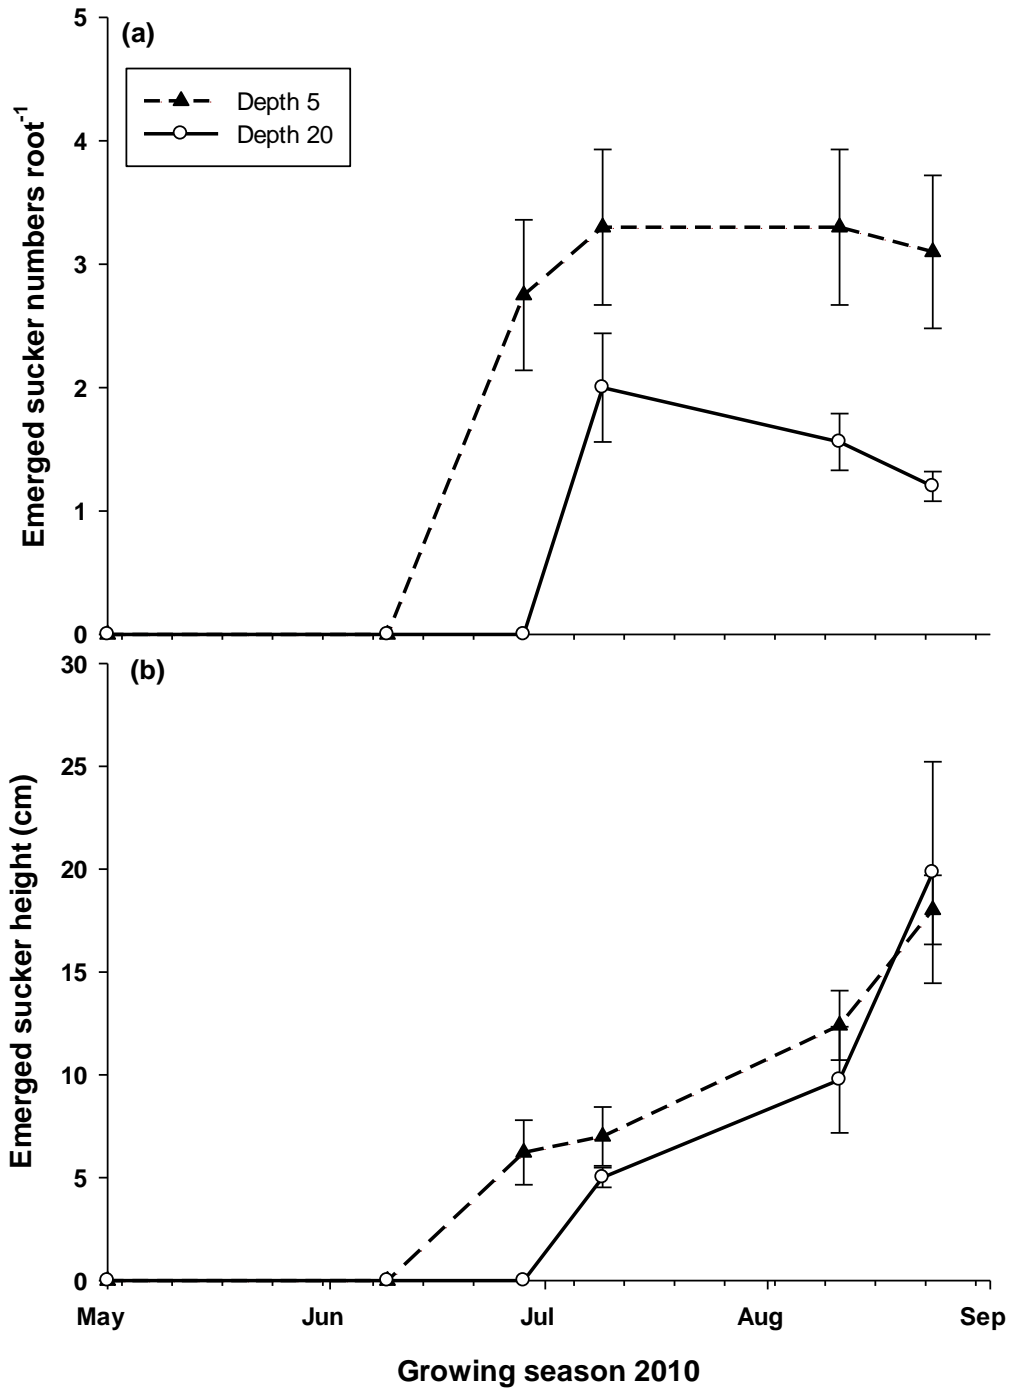 (a)
Depth 5
Depth 20
5
4
3
2
1
0
Emerged sucker numbers root-1
(b)
30
25
20
15
10
5
0
Emerged sucker height (cm)
May Jun Jul Aug Sep
Growing season 2010